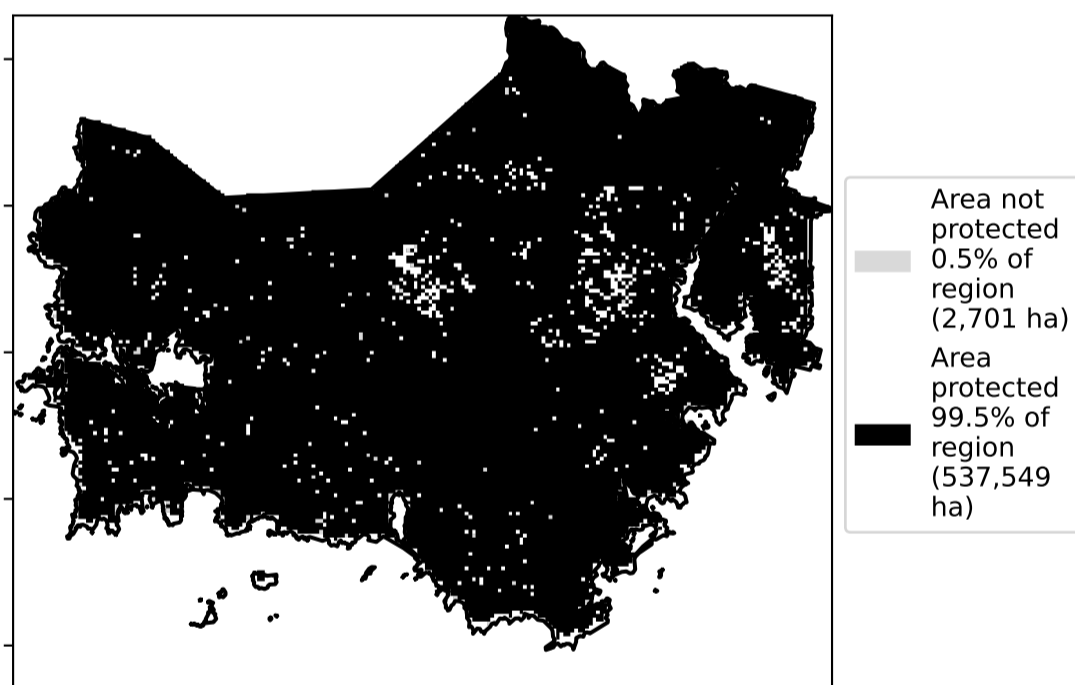 Area not
protected
0.5% of
region
(2,701 ha)
Area
protected
99.5% of
region
(537,549
ha)